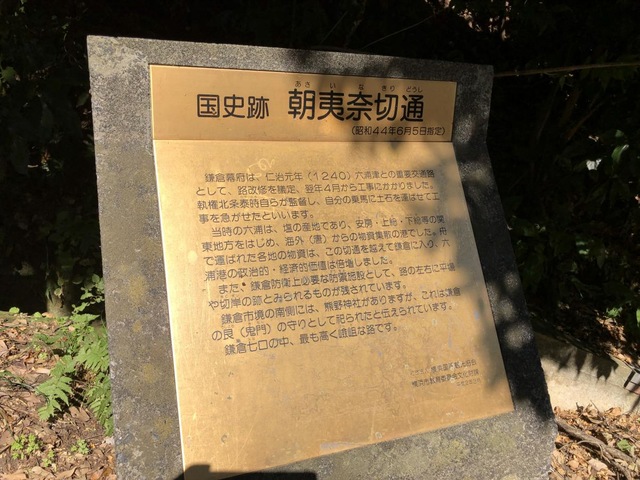 あさ い な きり どうし
国史跡 朝夷奈切通
(昭和44年6月5日指定)
鎌倉幕府は、仁治元年(1240)六浦津との重要交通路
として、路改修を議定、翌年4月から工事にかかりました。
執権北条泰時自らが監督し、自分の乗馬に土石を運ばせて工
事を急がせたといいます。
当時の六浦は、塩の産地であり、安房・上総・下総等の関
東地方をはじめ、海外(唐)からの物資集散の港でした。舟
で運ばれた各地の物資は、この切通を越えて鎌倉に入り、六
浦港の政治的・経済的価値は倍増しました。
また、鎌倉防衛上必要な防禦施設として、路の左右に平場
や切岸の跡とみられるものが残されています。
鎌倉市境の南側には、熊野神社がありますが、これは鎌倉
の艮(鬼門)の守りとして祀られたと伝えられています。
鎌倉七口の中、最も高く嶮岨な路です。